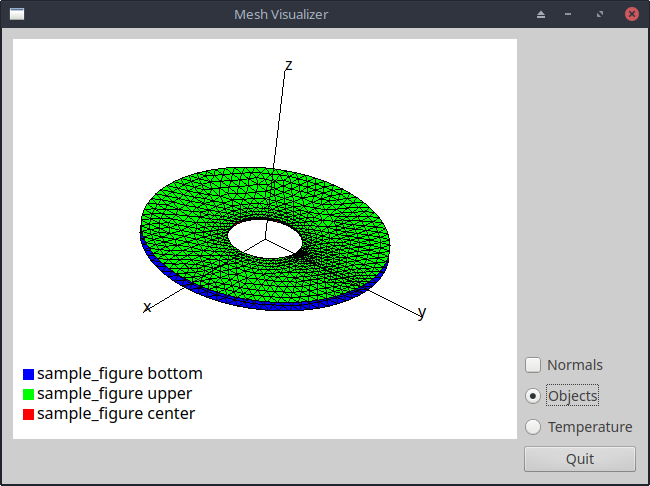 Mesh Visualizer
z
x
y
sample_figure bottom
sample_figure upper
sample_figure center
Normals
Objects
Temperature
Quit